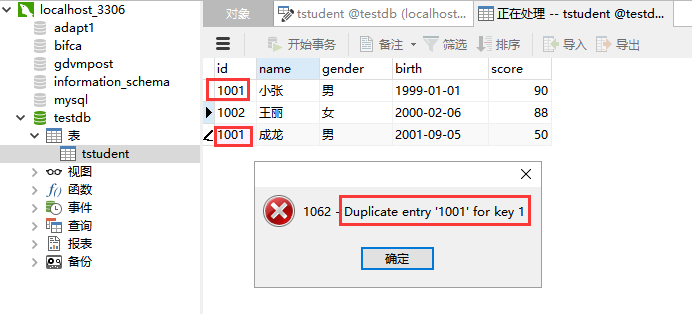 localhost_3306
adapt1
bifca
gdvmpost
information_schema
mysql
testdb
表
tstudent
视图
函数
事件
查询
报表
备份
对象
tstudent @testdb (localhost...
正在处理 -- tstudent @testd...
开始事务
备注
筛选
排序
导入
导出
id name gender birth score
1001 小张 男 1999-01-01 90
1002 王丽 女 2000-02-06 88
1001 成龙 男 2001-09-05 50
1062 - Duplicate entry '1001' for key 1
确定